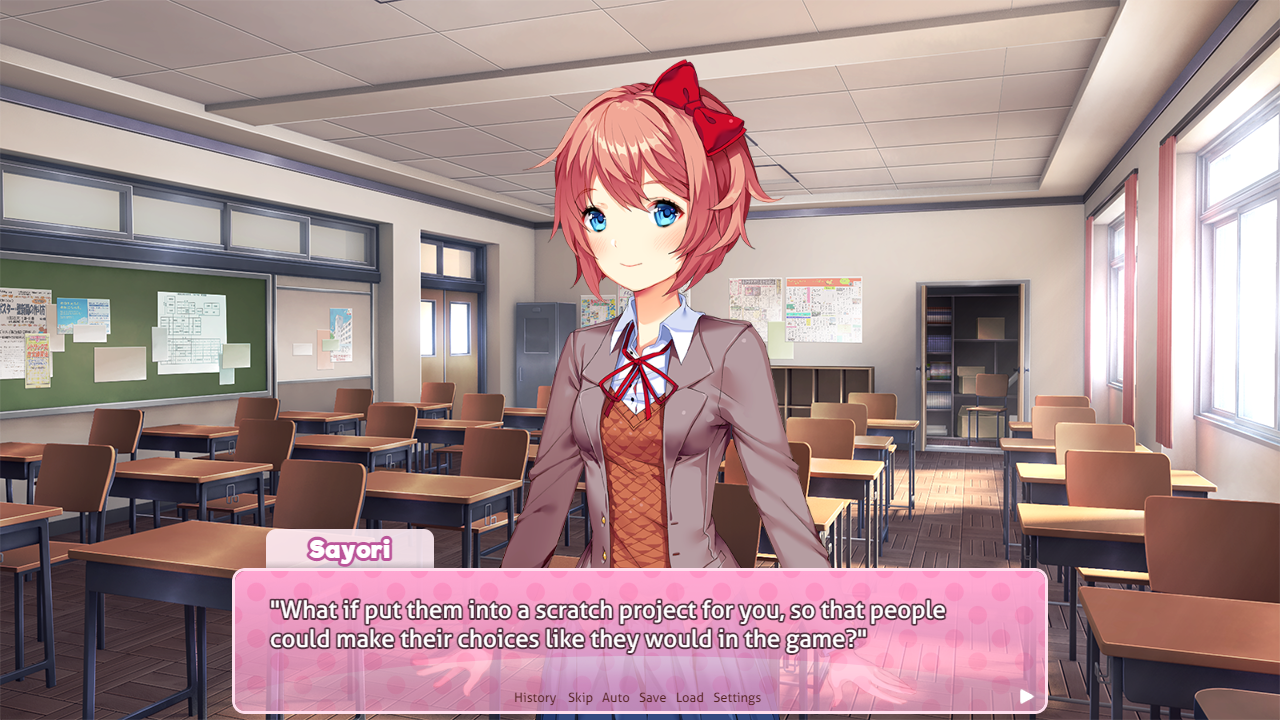 Sayori
"What if put them into a scratch project for you, so that people
could make their choices like they would in the game?"
History Skip Auto Save Load Settings